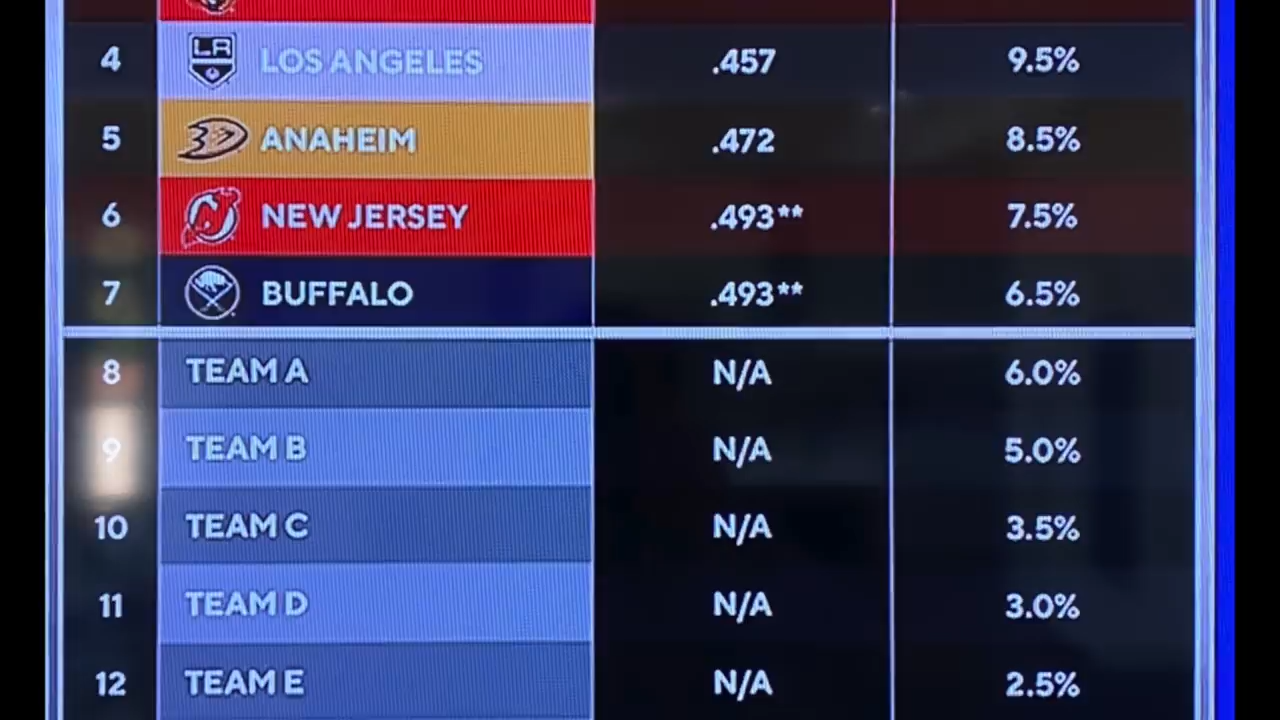 4 LA LOS ANGELES .457 9.5%
5 ANAHEIM .472 8.5%
6 NEW JERSEY .493** 7.5%
7 BUFFALO .493** 6.5%
8 TEAM A N/A 6.0%
9 TEAM B N/A 5.0%
10 TEAM C N/A 3.5%
11 TEAM D N/A 3.0%
12 TEAM E N/A 2.5%